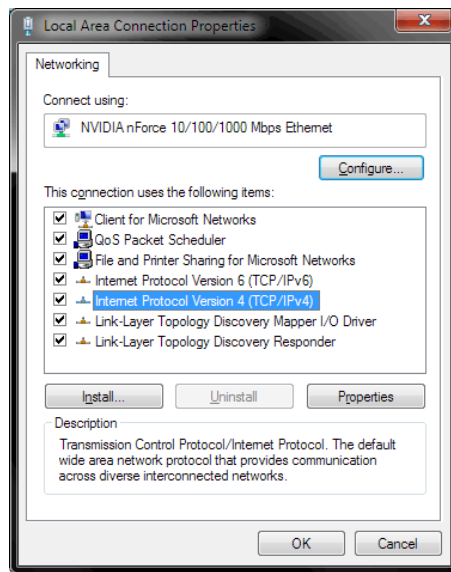 Local Area Connection Properties
Networking
Connect using:
NVIDIA nForce 10/100/1000 Mbps Ethernet
Configure...
This connection uses the following items:
Client for Microsoft Networks
QoS Packet Scheduler
File and Printer Sharing for Microsoft Networks
Internet Protocol Version 6 (TCP/IPv6)
Internet Protocol Version 4 (TCP/IPv4)
Link-Layer Topology Discovery Mapper I/O Driver
Link-Layer Topology Discovery Responder
Install... Uninstall Properties
Description
Transmission Control Protocol/Internet Protocol. The default
wide area network protocol that provides communication
across diverse interconnected networks.
OK Cancel